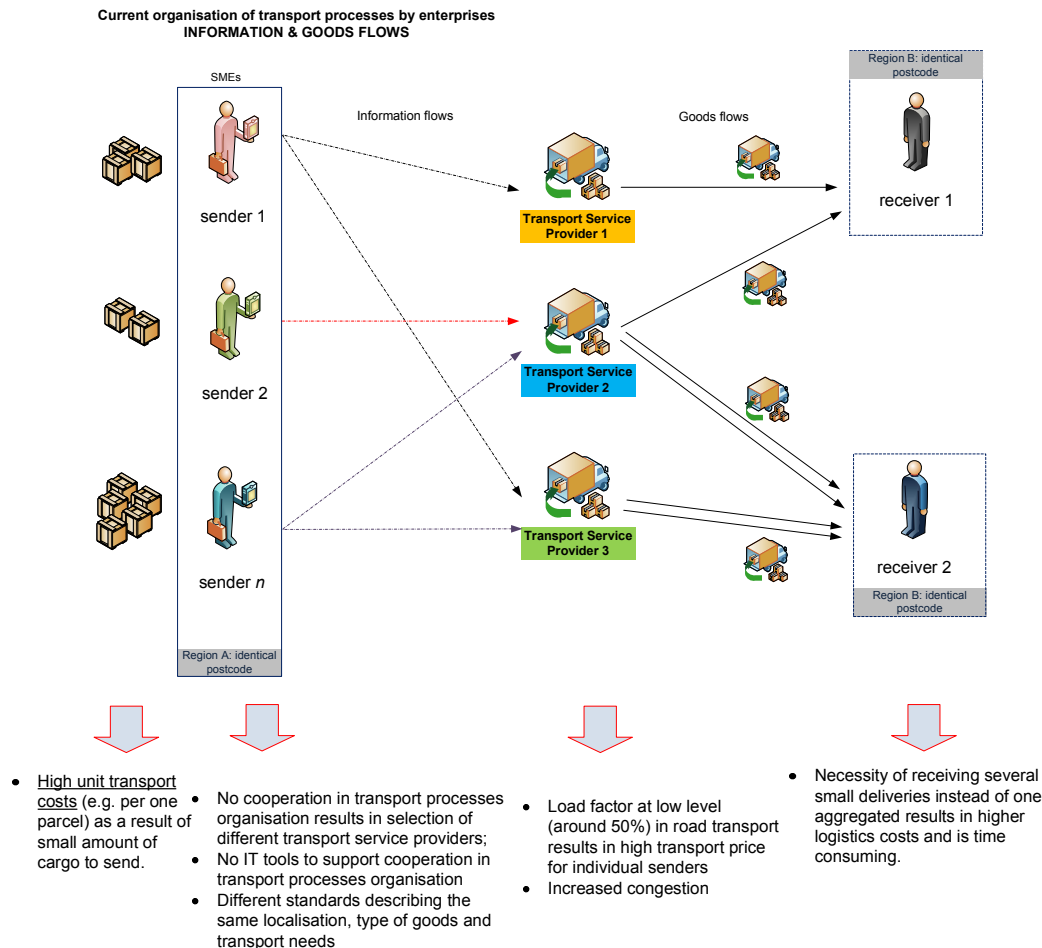 Current organisation of transport processes by enterprises
INFORMATION & GOODS FLOWS
SMEs
Information flows
Goods flows
Region B: identical
postcode
sender 1
Transport Service
Provider 1
receiver 1
sender 2
Transport Service
Provider 2
sender n
Transport Service
Provider 3
receiver 2
Region B: identical
postcode
Region A: identical
postcode
• High unit transport
costs (e.g. per one
parcel) as a result of
small amount of
cargo to send.
• No cooperation in transport processes
organisation results in selection of
different transport service providers;
• No IT tools to support cooperation in
transport processes organisation
• Different standards describing the
same localisation, type of goods and
transport needs
• Load factor at low level
(around 50%) in road transport
results in high transport price
for individual senders
• Increased congestion
• Necessity of receiving several
small deliveries instead of one
aggregated results in higher
logistics costs and is time
consuming.